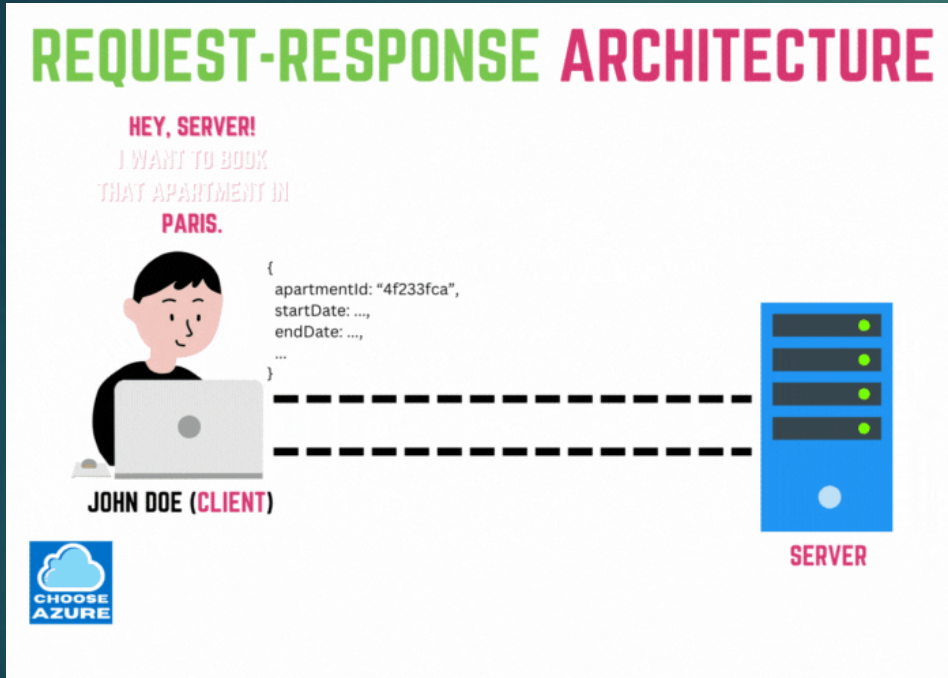 REQUEST-RESPONSE ARCHITECTURE
HEY, SERVER!
I WANT TO BOOK
THAT APARTMENT IN
PARIS.
{
apartmentId: “4f233fca”,
startDate: ...,
endDate: ...,
...
}
JOHN DOE (CLIENT)
SERVER
CHOOSE
AZURE